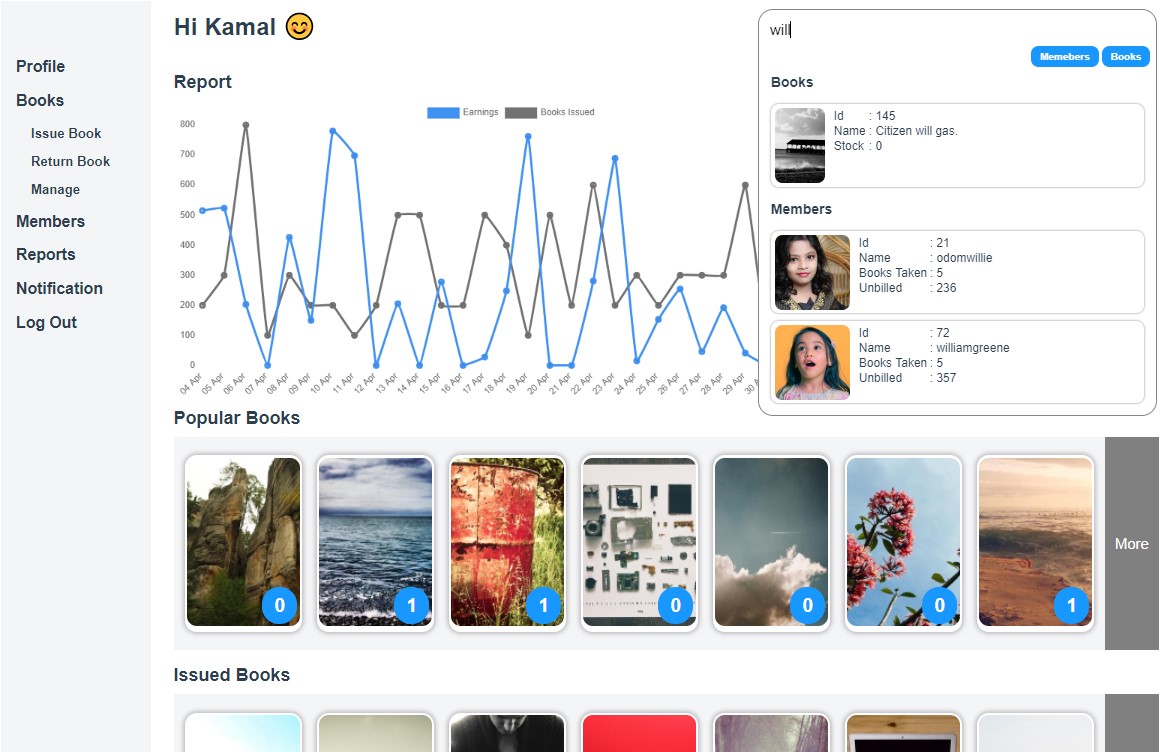 Hi Kamal 😊
will
Memebers Books
Profile
Books
Issue Book
Return Book
Manage
Members
Reports
Notification
Log Out
Report
Earnings Books Issued
800
700
600
500
400
300
200
100
0
04 Apr 05 Apr 06 Apr 07 Apr 08 Apr 09 Apr 10 Apr 11 Apr 12 Apr 13 Apr 14 Apr 15 Apr 16 Apr 17 Apr 18 Apr 19 Apr 20 Apr 21 Apr 22 Apr 23 Apr 24 Apr 25 Apr 26 Apr 27 Apr 28 Apr 29 Apr 30 A
Books
Id : 145
Name : Citizen will gas.
Stock : 0
Members
Id : 21
Name : odomwillie
Books Taken : 5
Unbilled : 236
Id : 72
Name : williamgreene
Books Taken : 5
Unbilled : 357
Popular Books
0 1 1 0 0 0 1
More
Issued Books